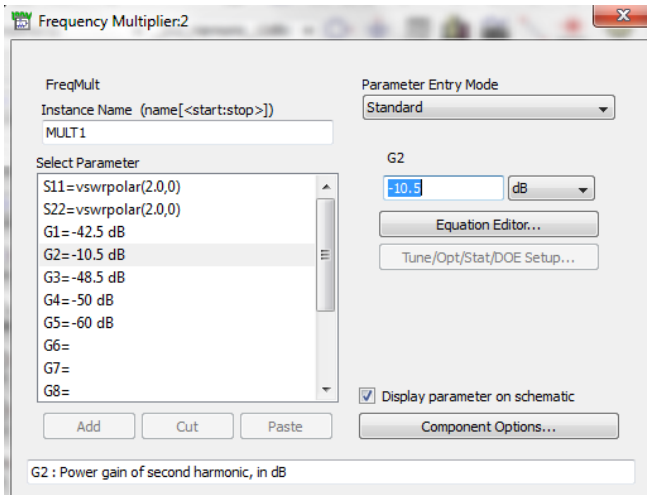 Frequency Multiplier:2
FreqMult
Instance Name (name[<start:stop>])
MULT1
Select Parameter
S11=vswrpolar(2.0,0)
S22=vswrpolar(2.0,0)
G1=-42.5 dB
G2=-10.5 dB
G3=-48.5 dB
G4=-50 dB
G5=-60 dB
G6=
G7=
G8=
Add Cut Paste
Parameter Entry Mode
Standard
G2
-10.5 dB
Equation Editor...
Tune/Opt/Stat/DOE Setup...
Display parameter on schematic
Component Options...
G2 : Power gain of second harmonic, in dB